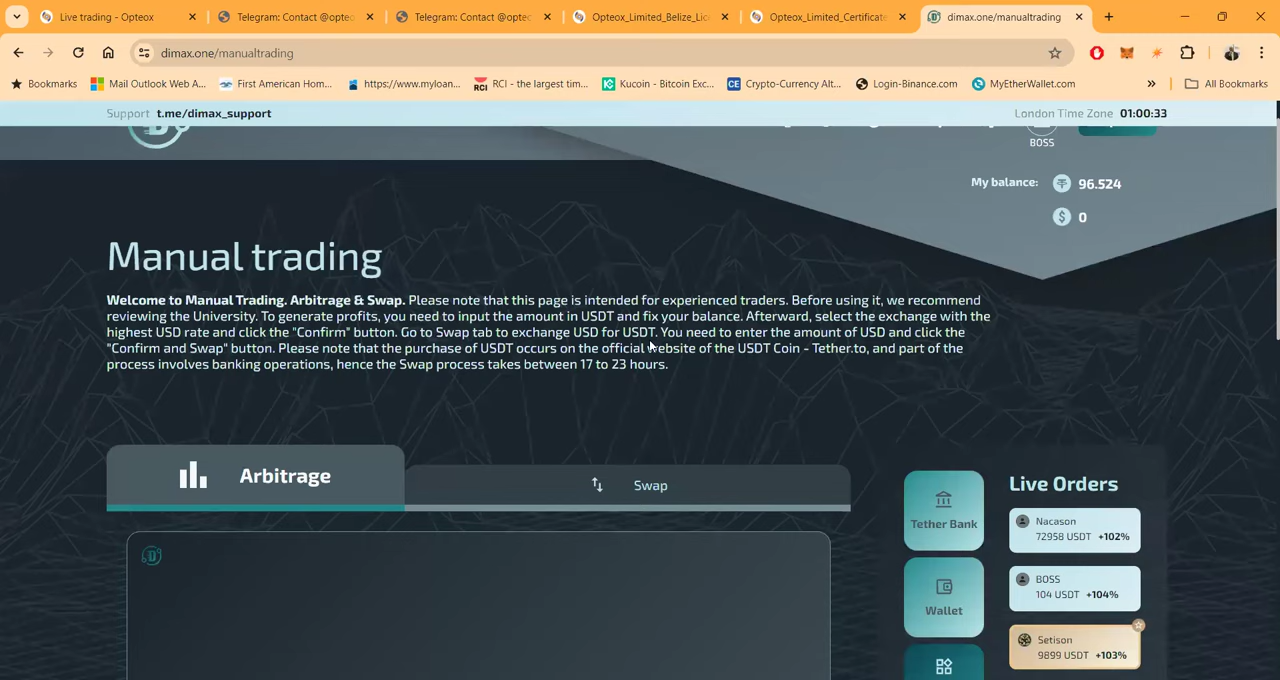 Live trading - Opteox
Telegram: Contact @opteo
Telegram: Contact @optec
Opteox_Limited_Belize_Lic
Opteox_Limited_Certificate
dimax.one/manualtrading
dimax.one/manualtrading
Bookmarks
Mail Outlook Web A...
First American Hom...
https://www.myloan...
RCI - the largest tim...
Kucoin - Bitcoin Exc...
Crypto-Currency Alt...
Login-Binance.com
MyEtherWallet.com
All Bookmarks
Support t.me/dimax_support
London Time Zone 01:00:33
BOSS
My balance: 96.524
0
Manual trading
Welcome to Manual Trading. Arbitrage & Swap. Please note that this page is intended for experienced traders. Before using it, we recommend
reviewing the University. To generate profits, you need to input the amount in USDT and fix your balance. Afterward, select the exchange with the
highest USD rate and click the "Confirm" button. Go to Swap tab to exchange USD for USDT. You need to enter the amount of USD and click the
"Confirm and Swap" button. Please note that the purchase of USDT occurs on the official website of the USDT Coin - Tether.to, and part of the
process involves banking operations, hence the Swap process takes between 17 to 23 hours.
Arbitrage
Swap
Tether Bank
Wallet
Live Orders
Nacason
72958 USDT +102%
BOSS
104 USDT +104%
Setison
9899 USDT +103%